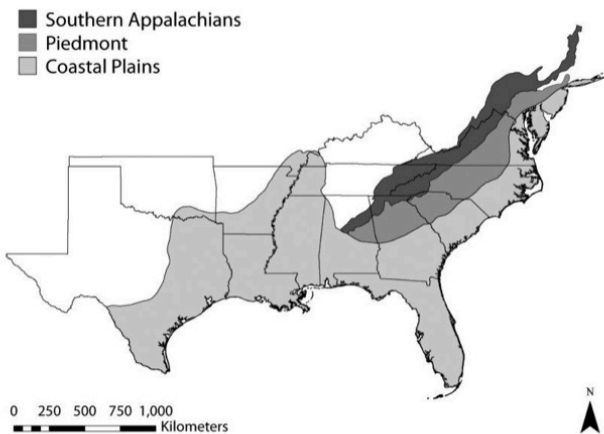 Southern Appalachians
Piedmont
Coastal Plains
N
0 250 500 750 1,000
Kilometers